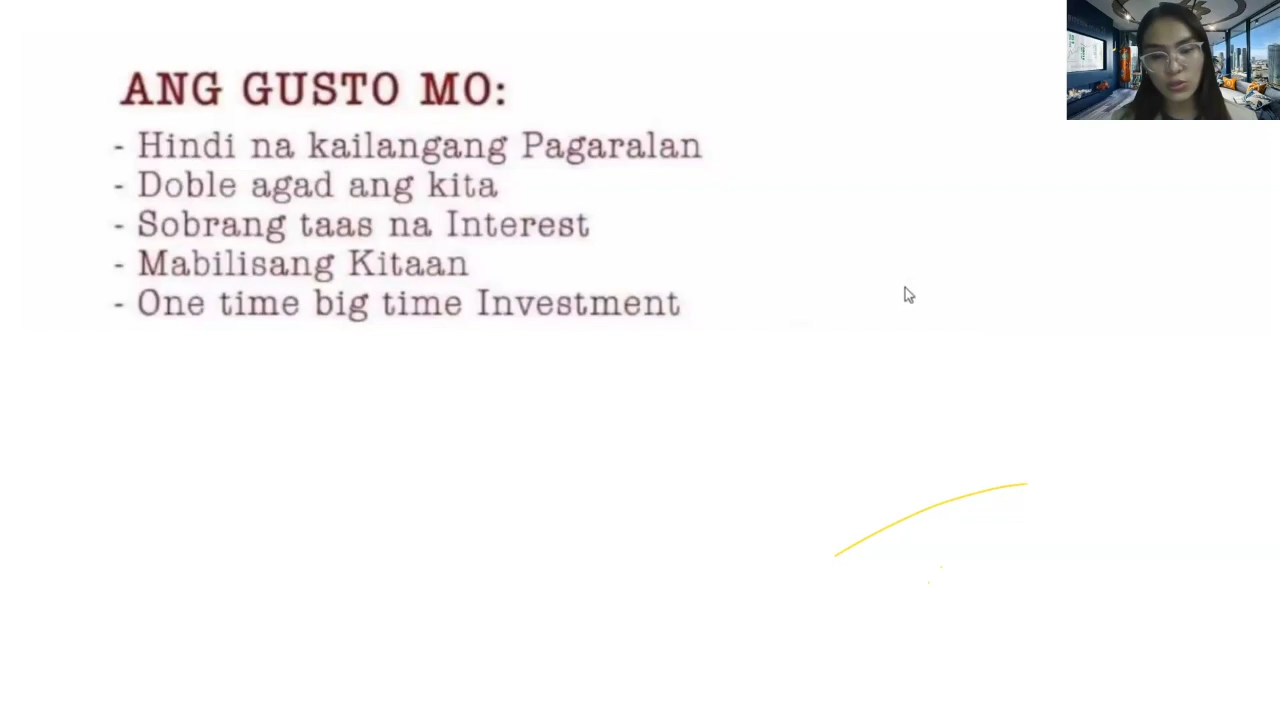 ANG GUSTO MO:
- Hindi na kailangang Pagaralan
- Doble agad ang kita
- Sobrang taas na Interest
- Mabilisang Kitaan
- One time big time Investment